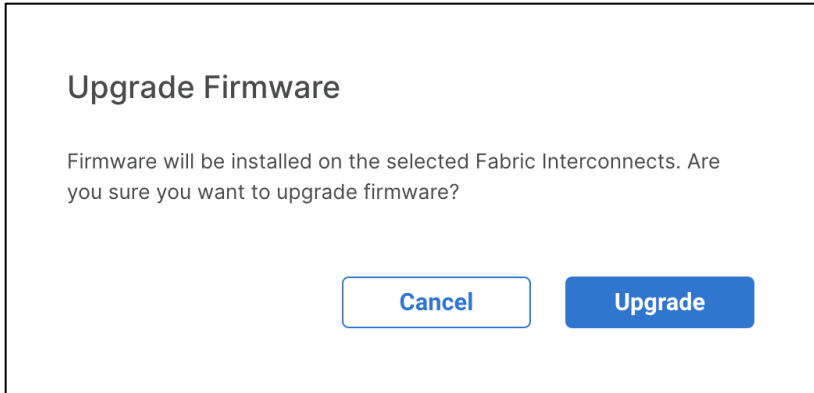 Upgrade Firmware
Firmware will be installed on the selected Fabric Interconnects. Are
you sure you want to upgrade firmware?
Cancel
Upgrade